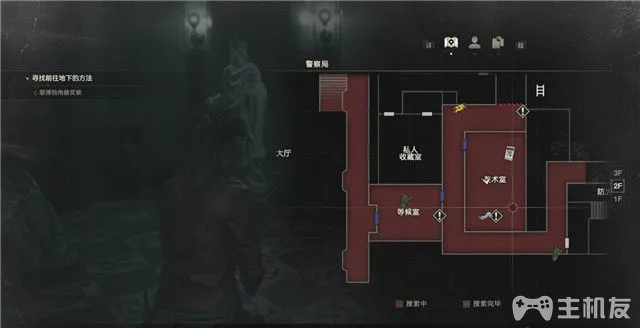 警察局
寻找前往地下的方法
取得独角兽奖章
大厅
私人
收藏室
美术室
等候室
3F
2F
1F
搜索中
搜索完毕
主机友